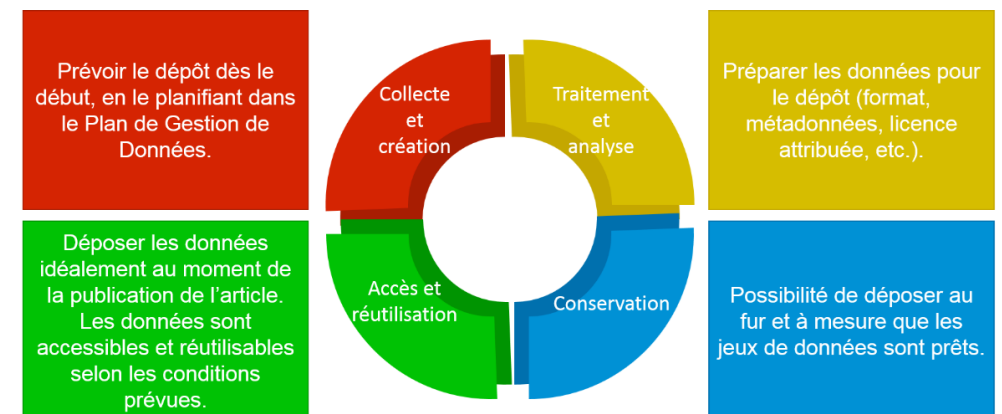 Prévoir le dépôt dès le
début, en le planifiant dans
le Plan de Gestion de
Données.
Collecte
et
création
Traitement
et
analyse
Préparer les données pour
le dépôt (format,
métadonnées, licence
attribuée, etc.).
Déposer les données
idéalement au moment de
la publication de l’article.
Les données sont
accessibles et réutilisables
selon les conditions
prévues.
Accès et
réutilisation
Conservation
Possibilité de déposer au
fur et à mesure que les
jeux de données sont prêts.